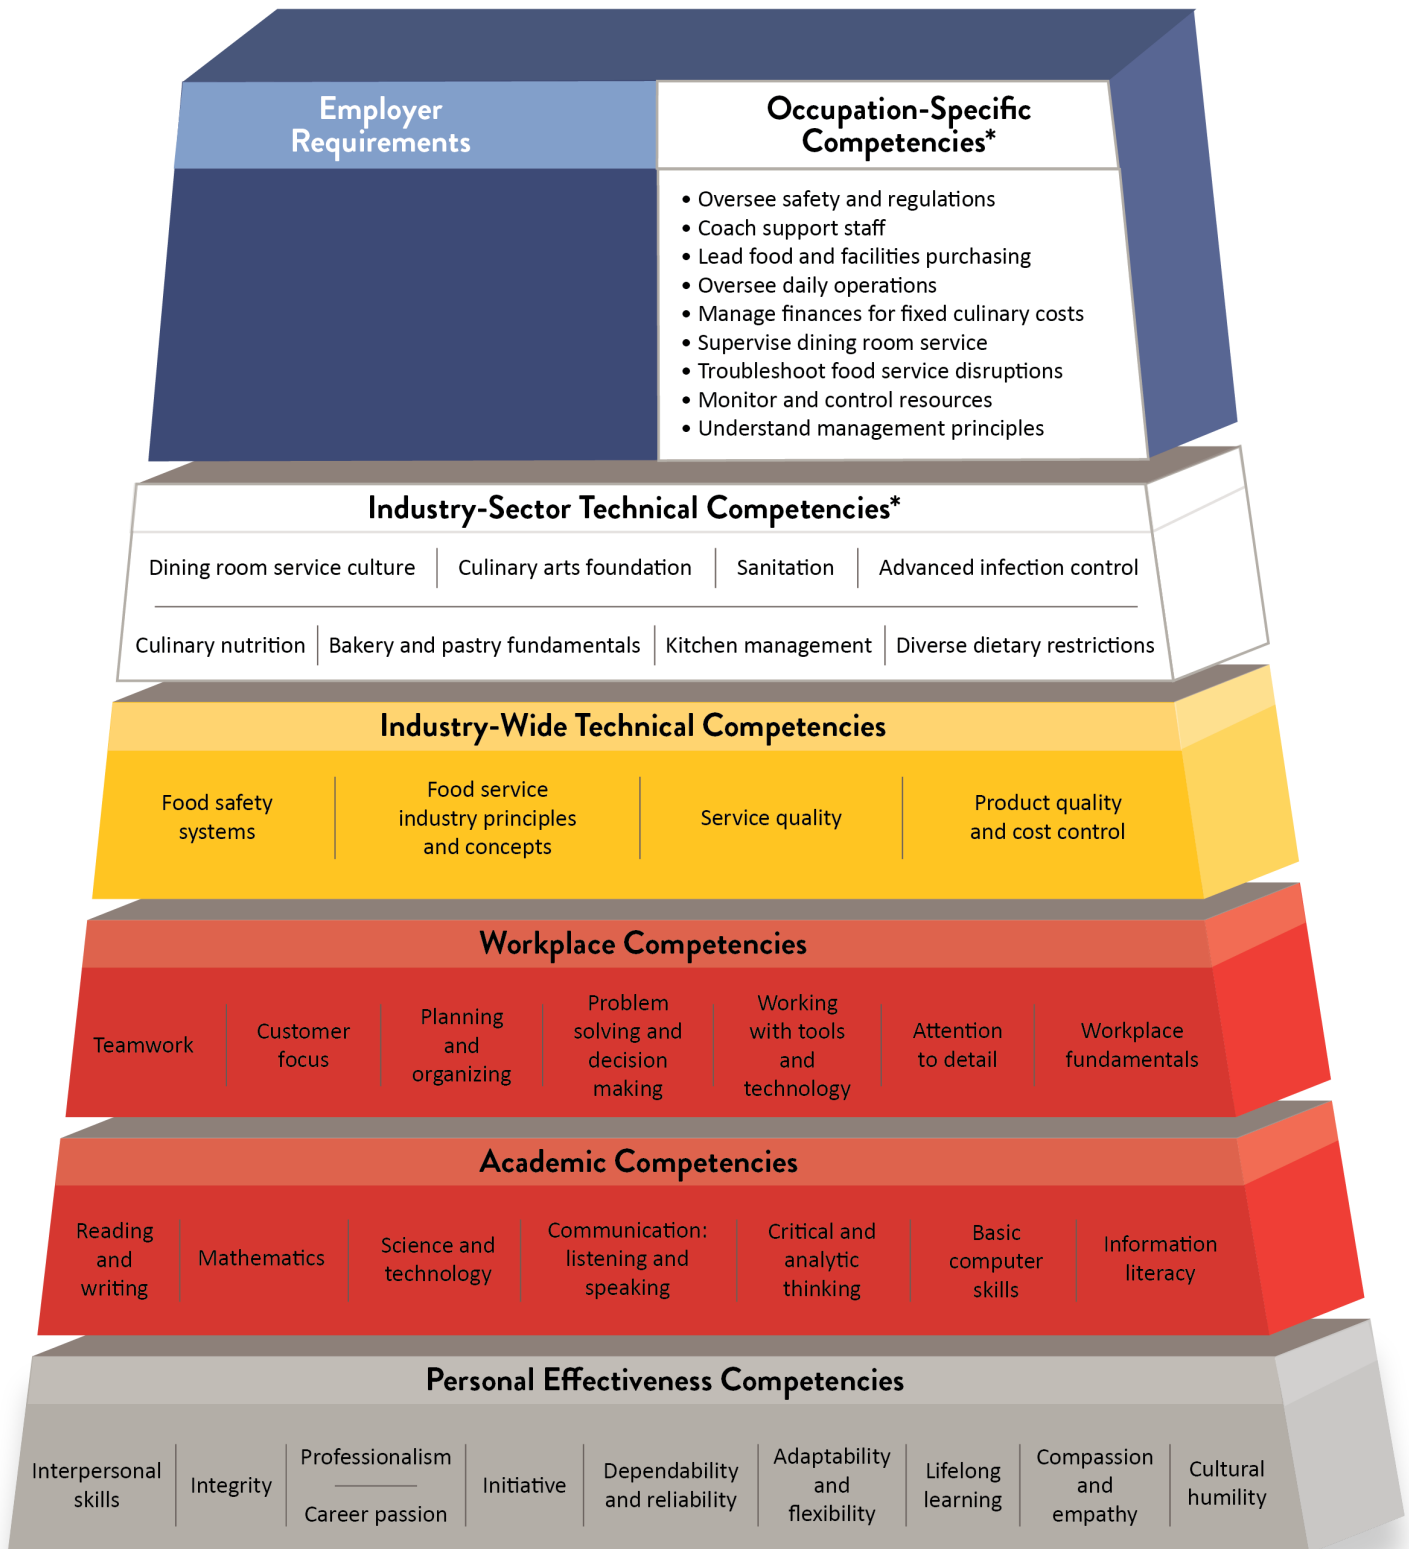 Employer
Requirements
Occupation-Specific
Competencies*
• Oversee safety and regulations
• Coach support staff
• Lead food and facilities purchasing
• Oversee daily operations
• Manage finances for fixed culinary costs
• Supervise dining room service
• Troubleshoot food service disruptions
• Monitor and control resources
• Understand management principles
Industry-Sector Technical Competencies*
Dining room service culture
Culinary arts foundation
Sanitation
Advanced infection control
Culinary nutrition
Bakery and pastry fundamentals
Kitchen management
Diverse dietary restrictions
Industry-Wide Technical Competencies
Food safety
systems
Food service
industry principles
and concepts
Service quality
Product quality
and cost control
Workplace Competencies
Teamwork
Customer
focus
Planning
and
organizing
Problem
solving and
decision
making
Working
with tools
and
technology
Attention
to detail
Workplace
fundamentals
Academic Competencies
Reading
and
writing
Mathematics
Science and
technology
Communication:
listening and
speaking
Critical and
analytic
thinking
Basic
computer
skills
Information
literacy
Personal Effectiveness Competencies
Interpersonal
skills
Integrity
Professionalism
Career passion
Initiative
Dependability
and reliability
Adaptability
and
flexibility
Lifelong
learning
Compassion
and
empathy
Cultural
humility